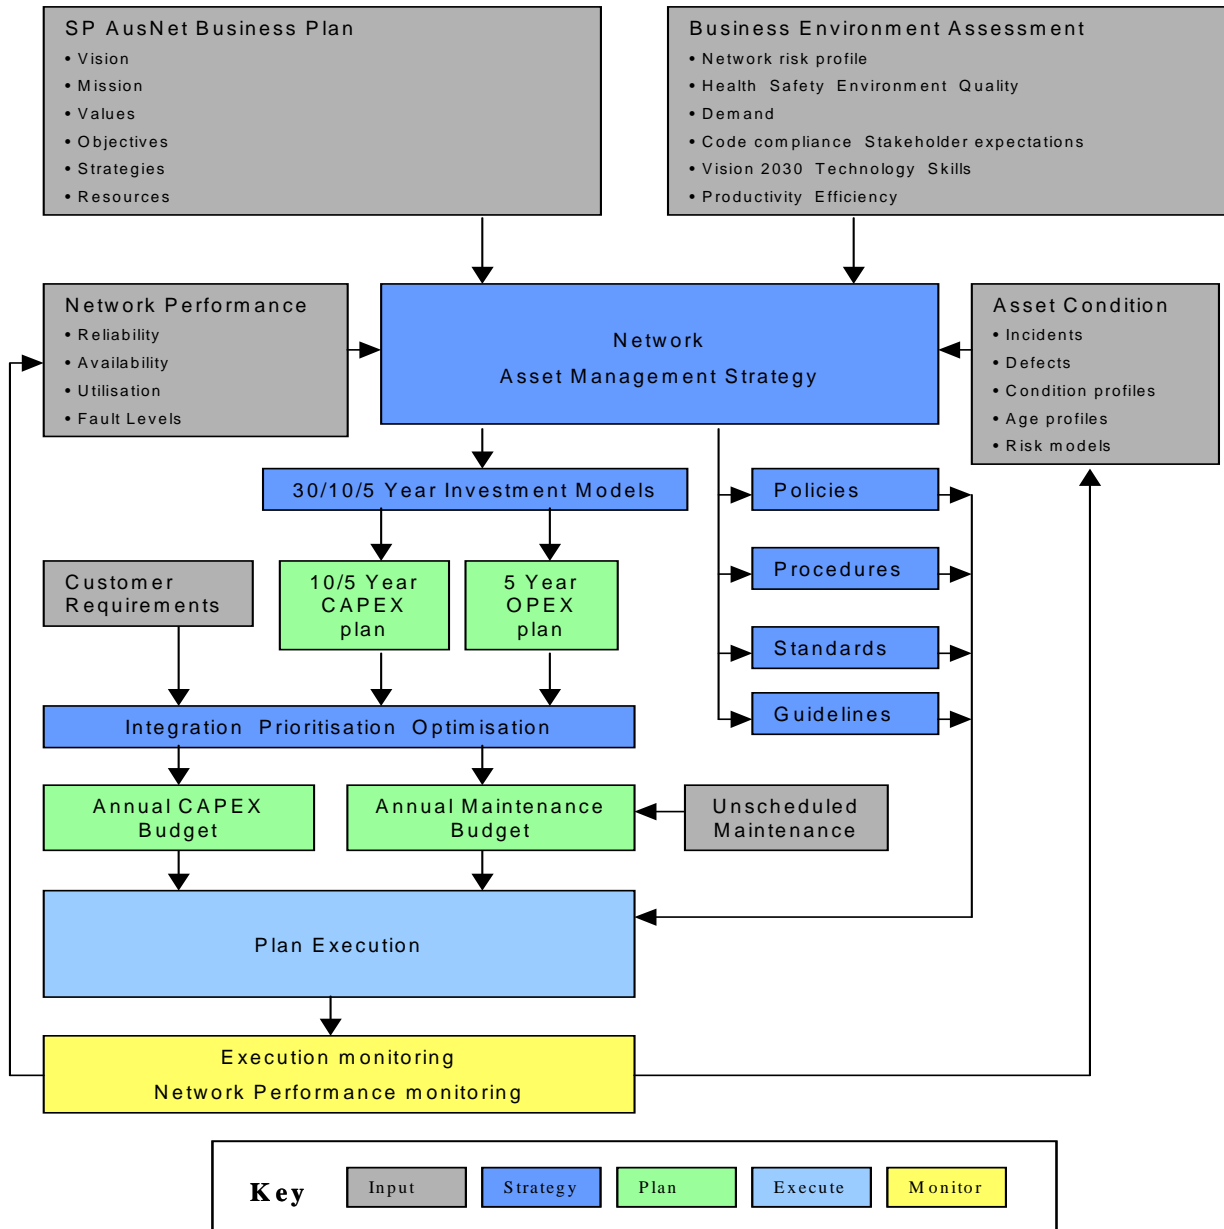 SP AusNet Business Plan
• Vision
• Mission
• Values
• Objectives
• Strategies
• Resources
Business Environment Assessment
• Network risk profile
• Health Safety Environment Quality
• Demand
• Code compliance Stakeholder expectations
• Vision 2030 Technology Skills
• Productivity Efficiency
Network Performance
• Reliability
• Availability
• Utilisation
• Fault Levels
Network
Asset Management Strategy
Asset Condition
• Incidents
• Defects
• Condition profiles
• Age profiles
• Risk models
30/10/5 Year Investment Models
Policies
Procedures
Standards
Guidelines
Customer
Requirements
10/5 Year
CAPEX
plan
5 Year
OPEX
plan
Integration Prioritisation Optimisation
Annual CAPEX
Budget
Annual Maintenance
Budget
Unscheduled
Maintenance
Plan Execution
Execution monitoring
Network Performance monitoring
Key
Input
Strategy
Plan
Execute
Monitor